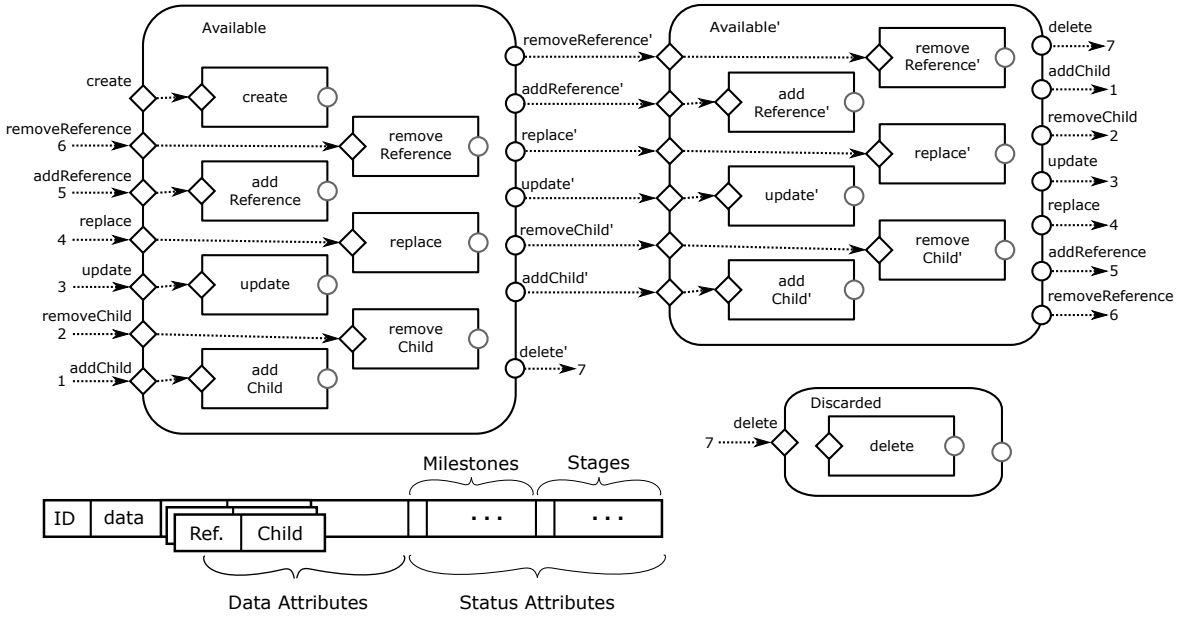 Available
create
create
removeReference
6
remove
Reference
addReference
5
add
Reference
replace
4
replace
update
3
update
removeChild
2
remove
Child
addChild
1
add
Child
removeReference'
addReference'
replace'
update'
removeChild'
addChild'
delete'
7
Available'
remove
Reference'
add
Reference'
replace'
update'
remove
Child'
add
Child'
delete
7
addChild
1
removeChild
2
update
3
replace
4
addReference
5
removeReference
6
Discarded
delete
7
delete
Milestones Stages
ID data ... ...
Ref. Child
Data Attributes Status Attributes